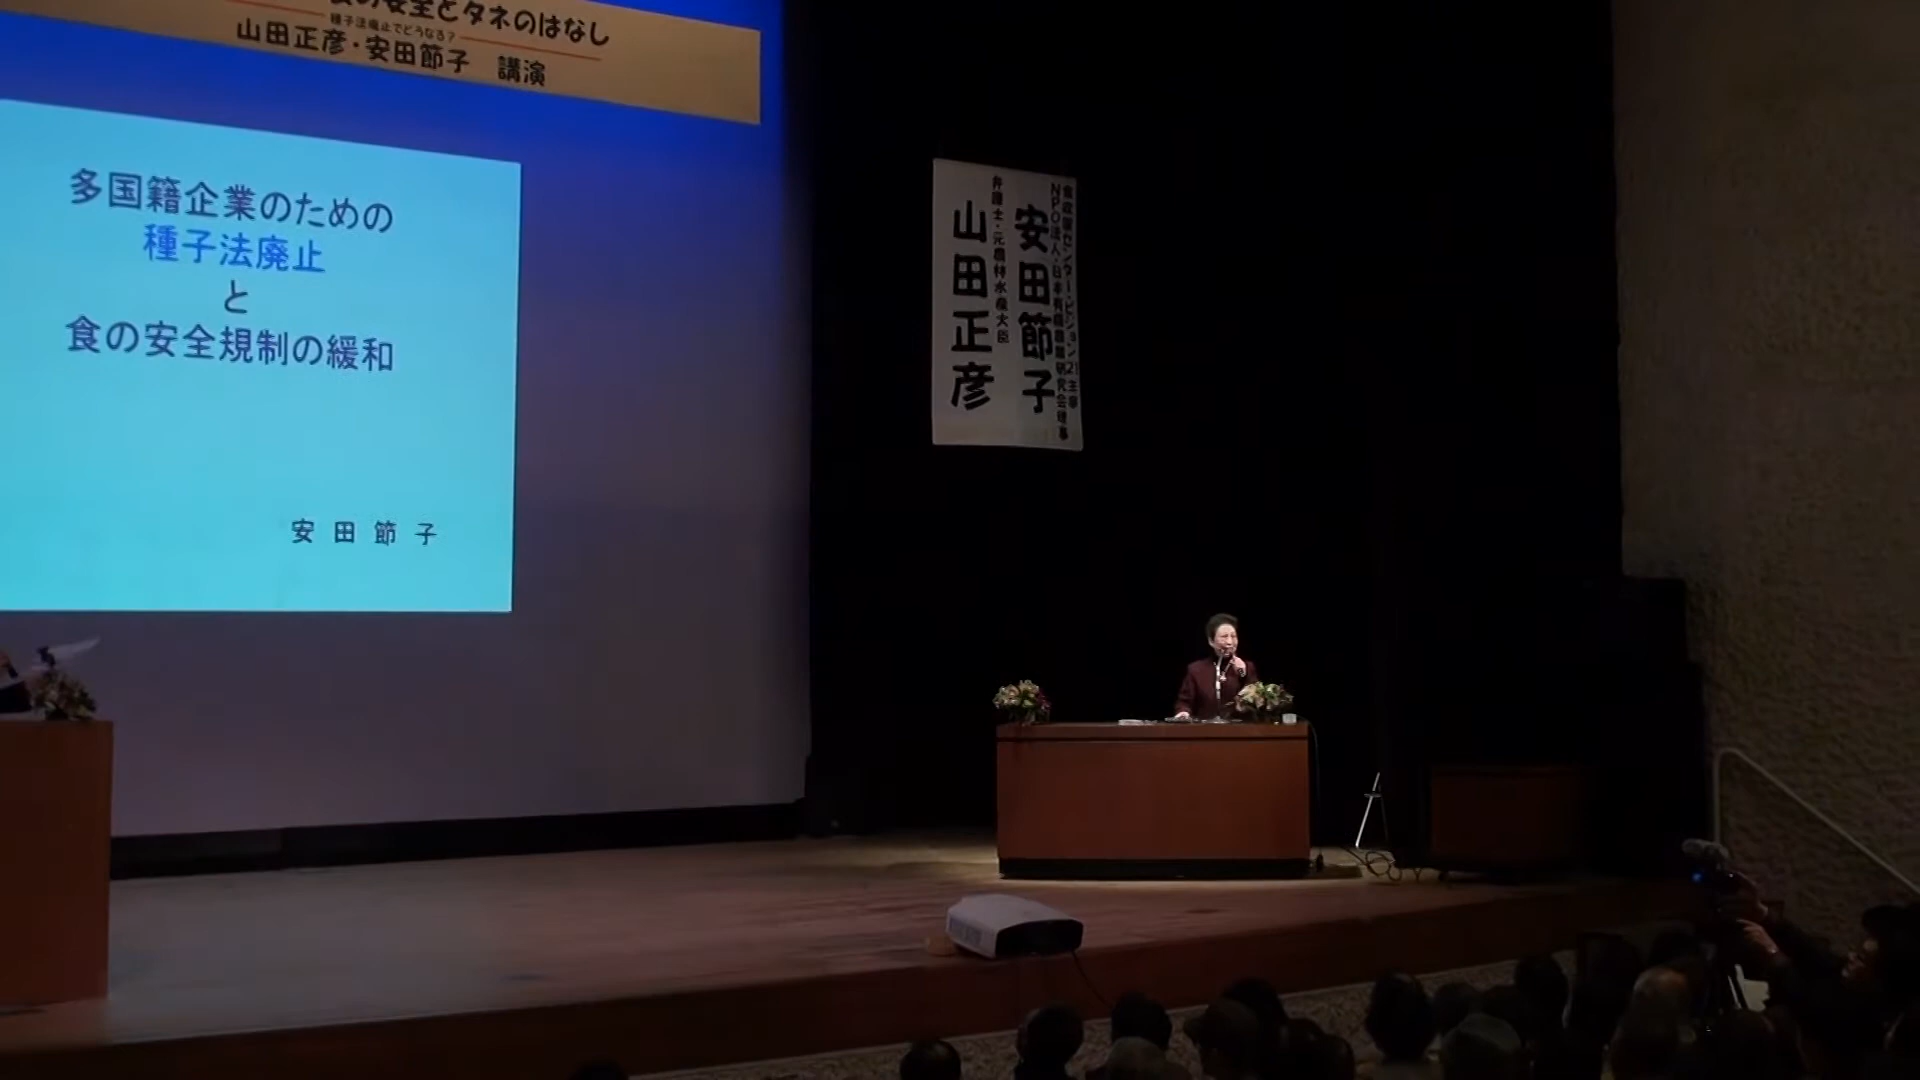 の安全とタネのはなし
種子法廃止でどうなる？
山田正彦・安田節子 講演
多国籍企業のための
種子法廃止
と
食の安全規制の緩和
安田節子
食政策センター・ビジョン21主宰
NPO法人・日本有機農業研究会理事
安田節子
弁護士・元農林水産大臣
山田正彦